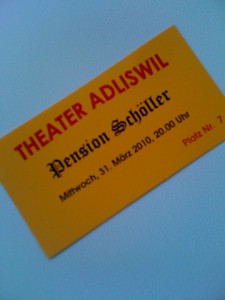 THEATER ADLISWIL
Pension Schöller
Mittwoch, 31. März 2010, 20.00 Uhr
Platz Nr. 7